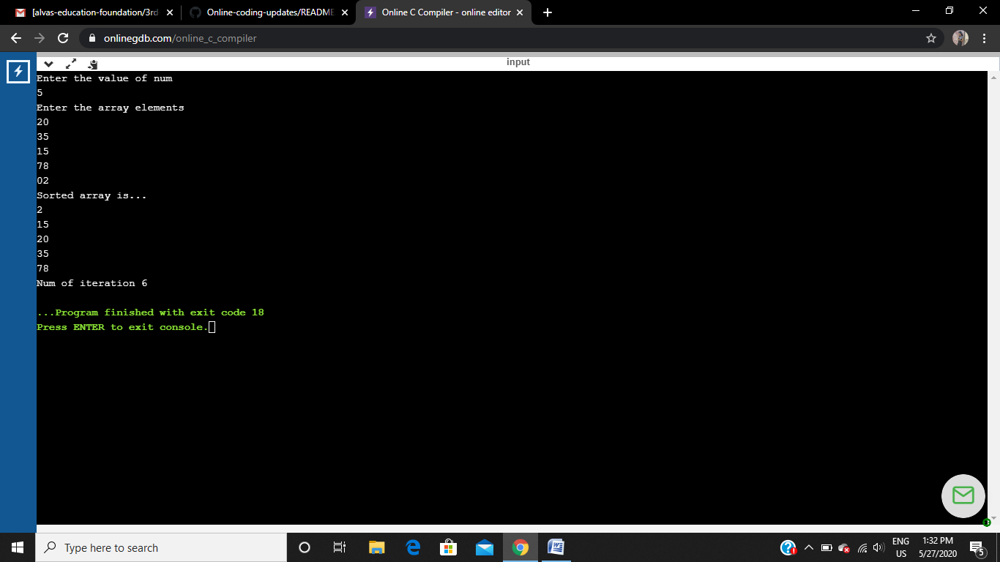 [alvas-education-foundation/3rd
Online-coding-updates/README
Online C Compiler - online editor
onlinegdb.com/online_c_compiler
input
Enter the value of num
5
Enter the array elements
20
35
15
78
02
Sorted array is...
2
15
20
35
78
Num of iteration 6
...Program finished with exit code 18
Press ENTER to exit console.
Type here to search
ENG
US
1:32 PM
5/27/2020
5